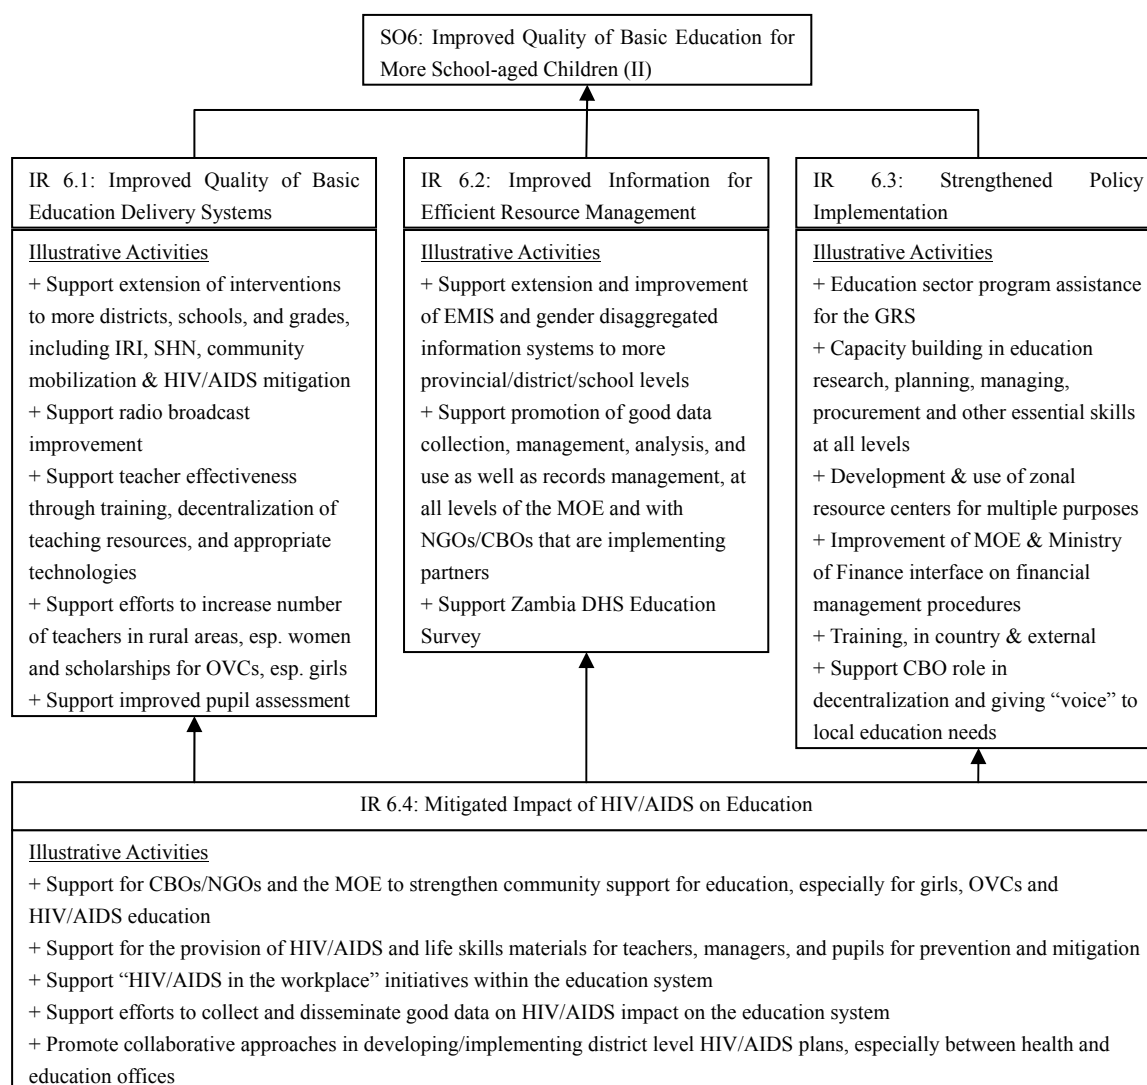 SO6: Improved Quality of Basic Education for
More School-aged Children (II)
IR 6.1: Improved Quality of Basic
Education Delivery Systems
Illustrative Activities
+ Support extension of interventions
to more districts, schools, and grades,
including IRI, SHN, community
mobilization & HIV/AIDS mitigation
+ Support radio broadcast
improvement
+ Support teacher effectiveness
through training, decentralization of
teaching resources, and appropriate
technologies
+ Support efforts to increase number
of teachers in rural areas, esp. women
and scholarships for OVCs, esp. girls
+ Support improved pupil assessment
IR 6.2: Improved Information for
Efficient Resource Management
Illustrative Activities
+ Support extension and improvement
of EMIS and gender disaggregated
information systems to more
provincial/district/school levels
+ Support promotion of good data
collection, management, analysis, and
use as well as records management, at
all levels of the MOE and with
NGOs/CBOs that are implementing
partners
+ Support Zambia DHS Education
Survey
IR 6.3: Strengthened Policy
Implementation
Illustrative Activities
+ Education sector program assistance
for the GRS
+ Capacity building in education
research, planning, managing,
procurement and other essential skills
at all levels
+ Development & use of zonal
resource centers for multiple purposes
+ Improvement of MOE & Ministry
of Finance interface on financial
management procedures
+ Training, in country & external
+ Support CBO role in
decentralization and giving “voice” to
local education needs
IR 6.4: Mitigated Impact of HIV/AIDS on Education
Illustrative Activities
+ Support for CBOs/NGOs and the MOE to strengthen community support for education, especially for girls, OVCs and
HIV/AIDS education
+ Support for the provision of HIV/AIDS and life skills materials for teachers, managers, and pupils for prevention and mitigation
+ Support “HIV/AIDS in the workplace” initiatives within the education system
+ Support efforts to collect and disseminate good data on HIV/AIDS impact on the education system
+ Promote collaborative approaches in developing/implementing district level HIV/AIDS plans, especially between health and
education offices